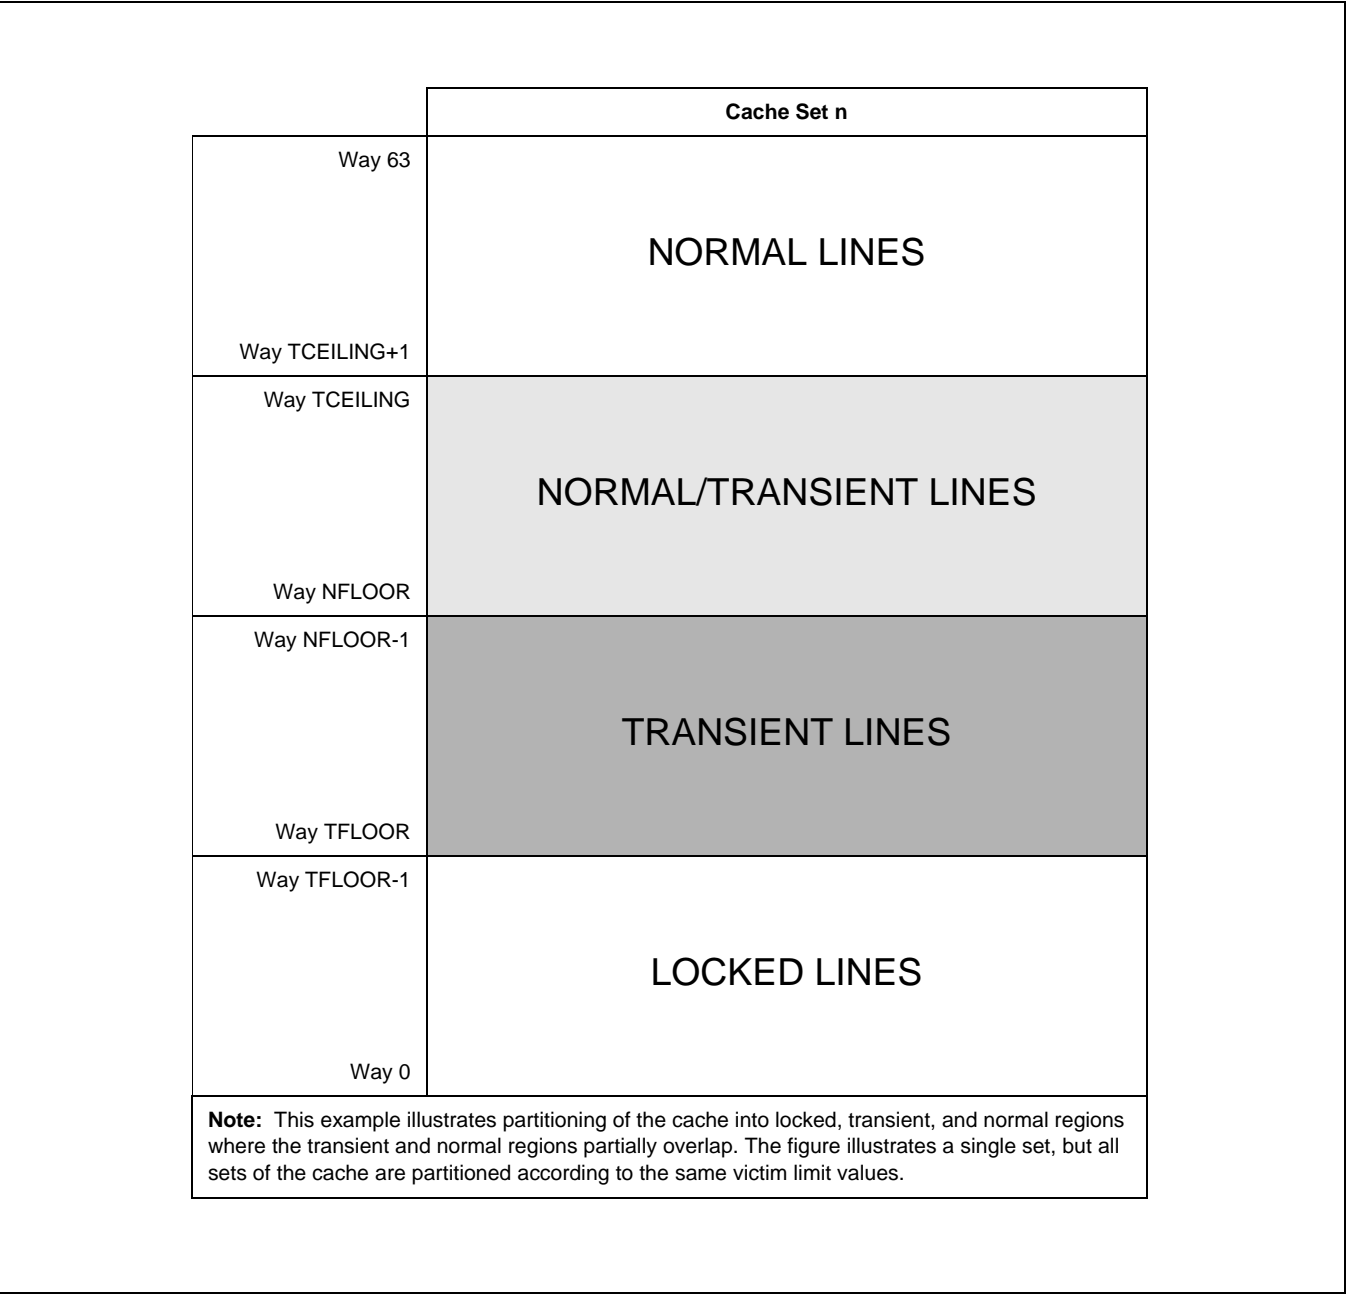 Cache Set n
Way 63
NORMAL LINES
Way TCEILING+1
Way TCEILING
NORMAL/TRANSIENT LINES
Way NFLOOR
Way NFLOOR-1
TRANSIENT LINES
Way TFLOOR
Way TFLOOR-1
LOCKED LINES
Way 0
Note: This example illustrates partitioning of the cache into locked, transient, and normal regions
where the transient and normal regions partially overlap. The figure illustrates a single set, but all
sets of the cache are partitioned according to the same victim limit values.